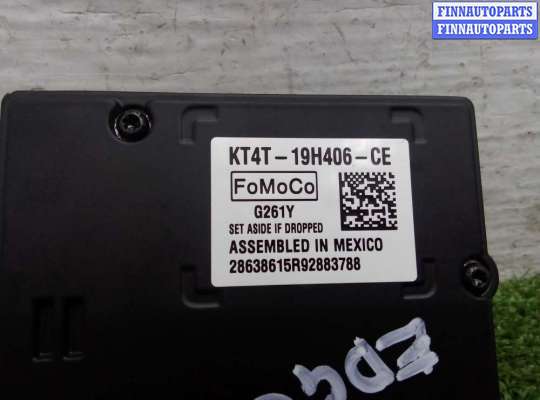 FINNAUTOPARTS
FINNAUTOPARTS
KT4T-19H406-CE
FoMoCo
G261Y
SET ASIDE IF DROPPED
ASSEMBLED IN MEXICO
28638615R92883788